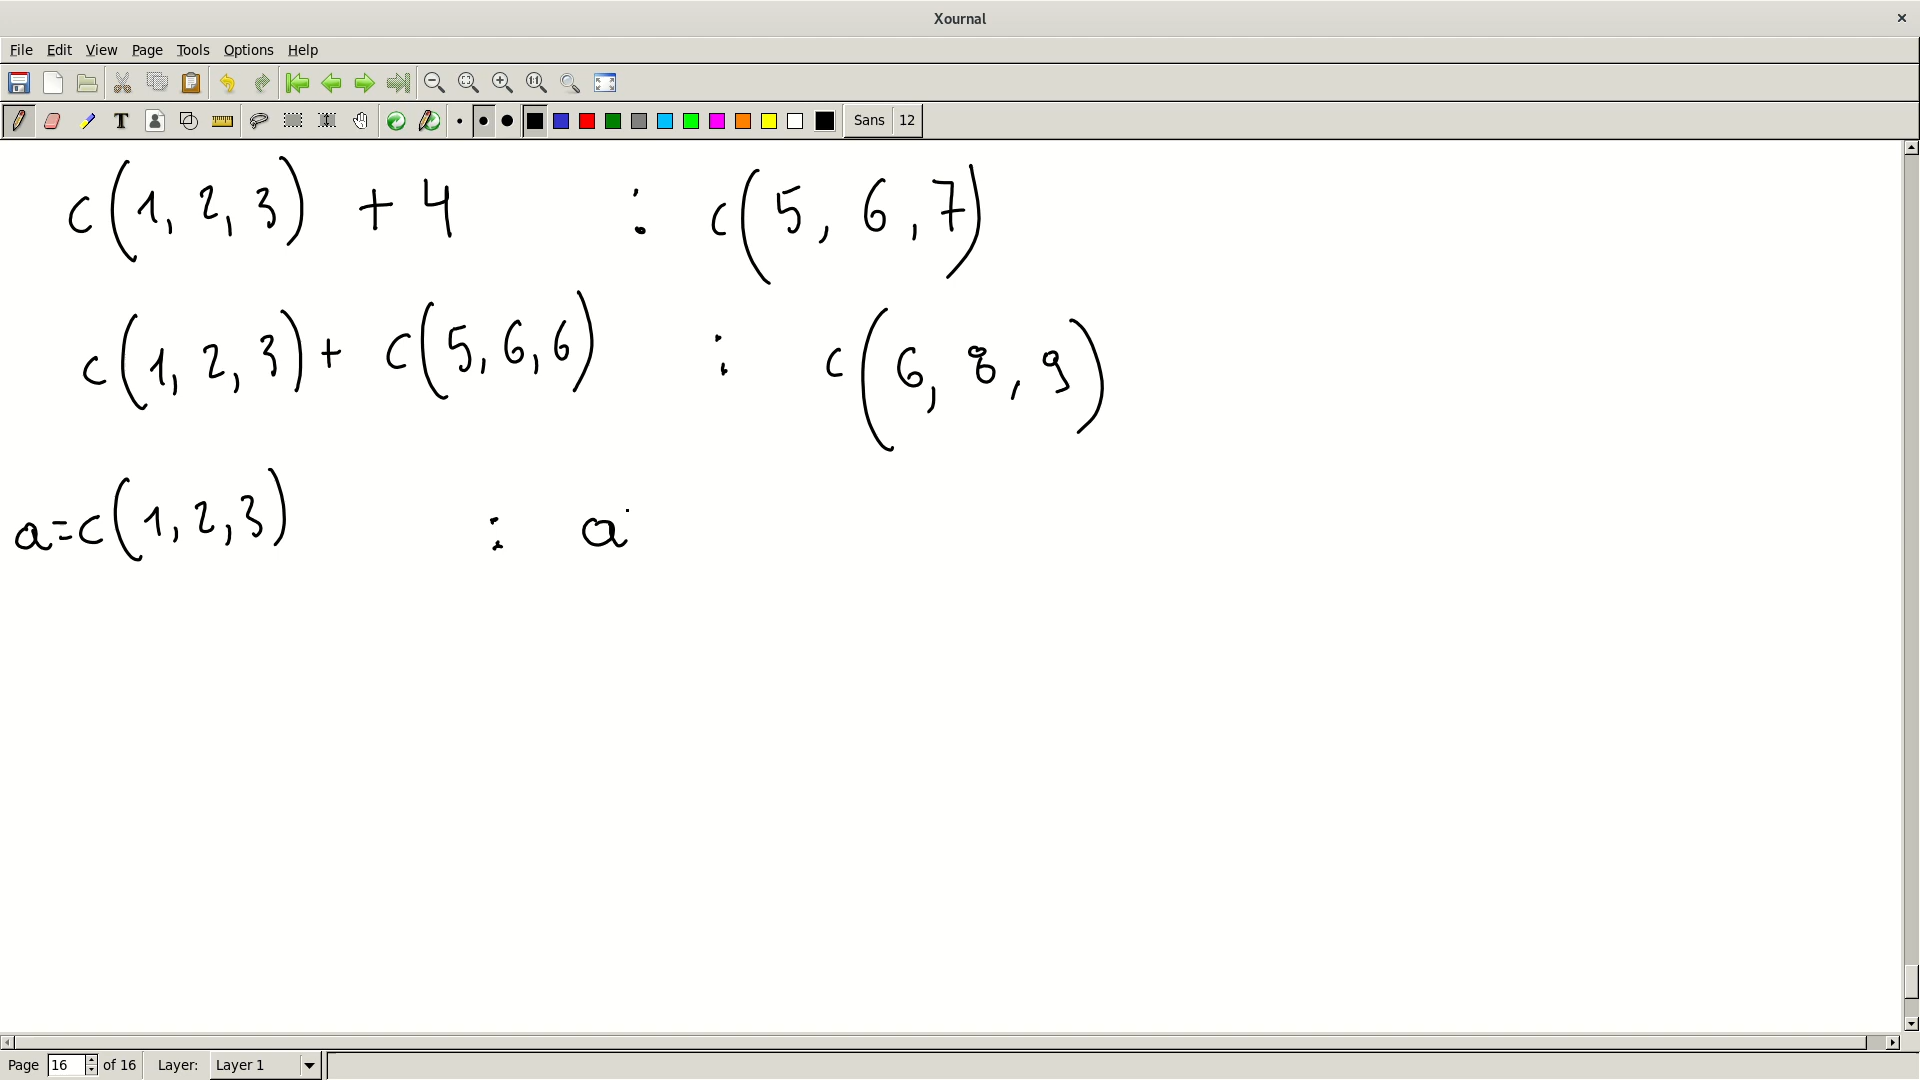 Xournal
File Edit View Page Tools Options Help
T Sans 12
c(1, 2, 3) + 4 : c(5, 6, 7)
c(1, 2, 3) + c(5, 6, 6) : c(6, 8, 9)
a=c(1, 2, 3) : a
Page 16 of 16 Layer: Layer 1